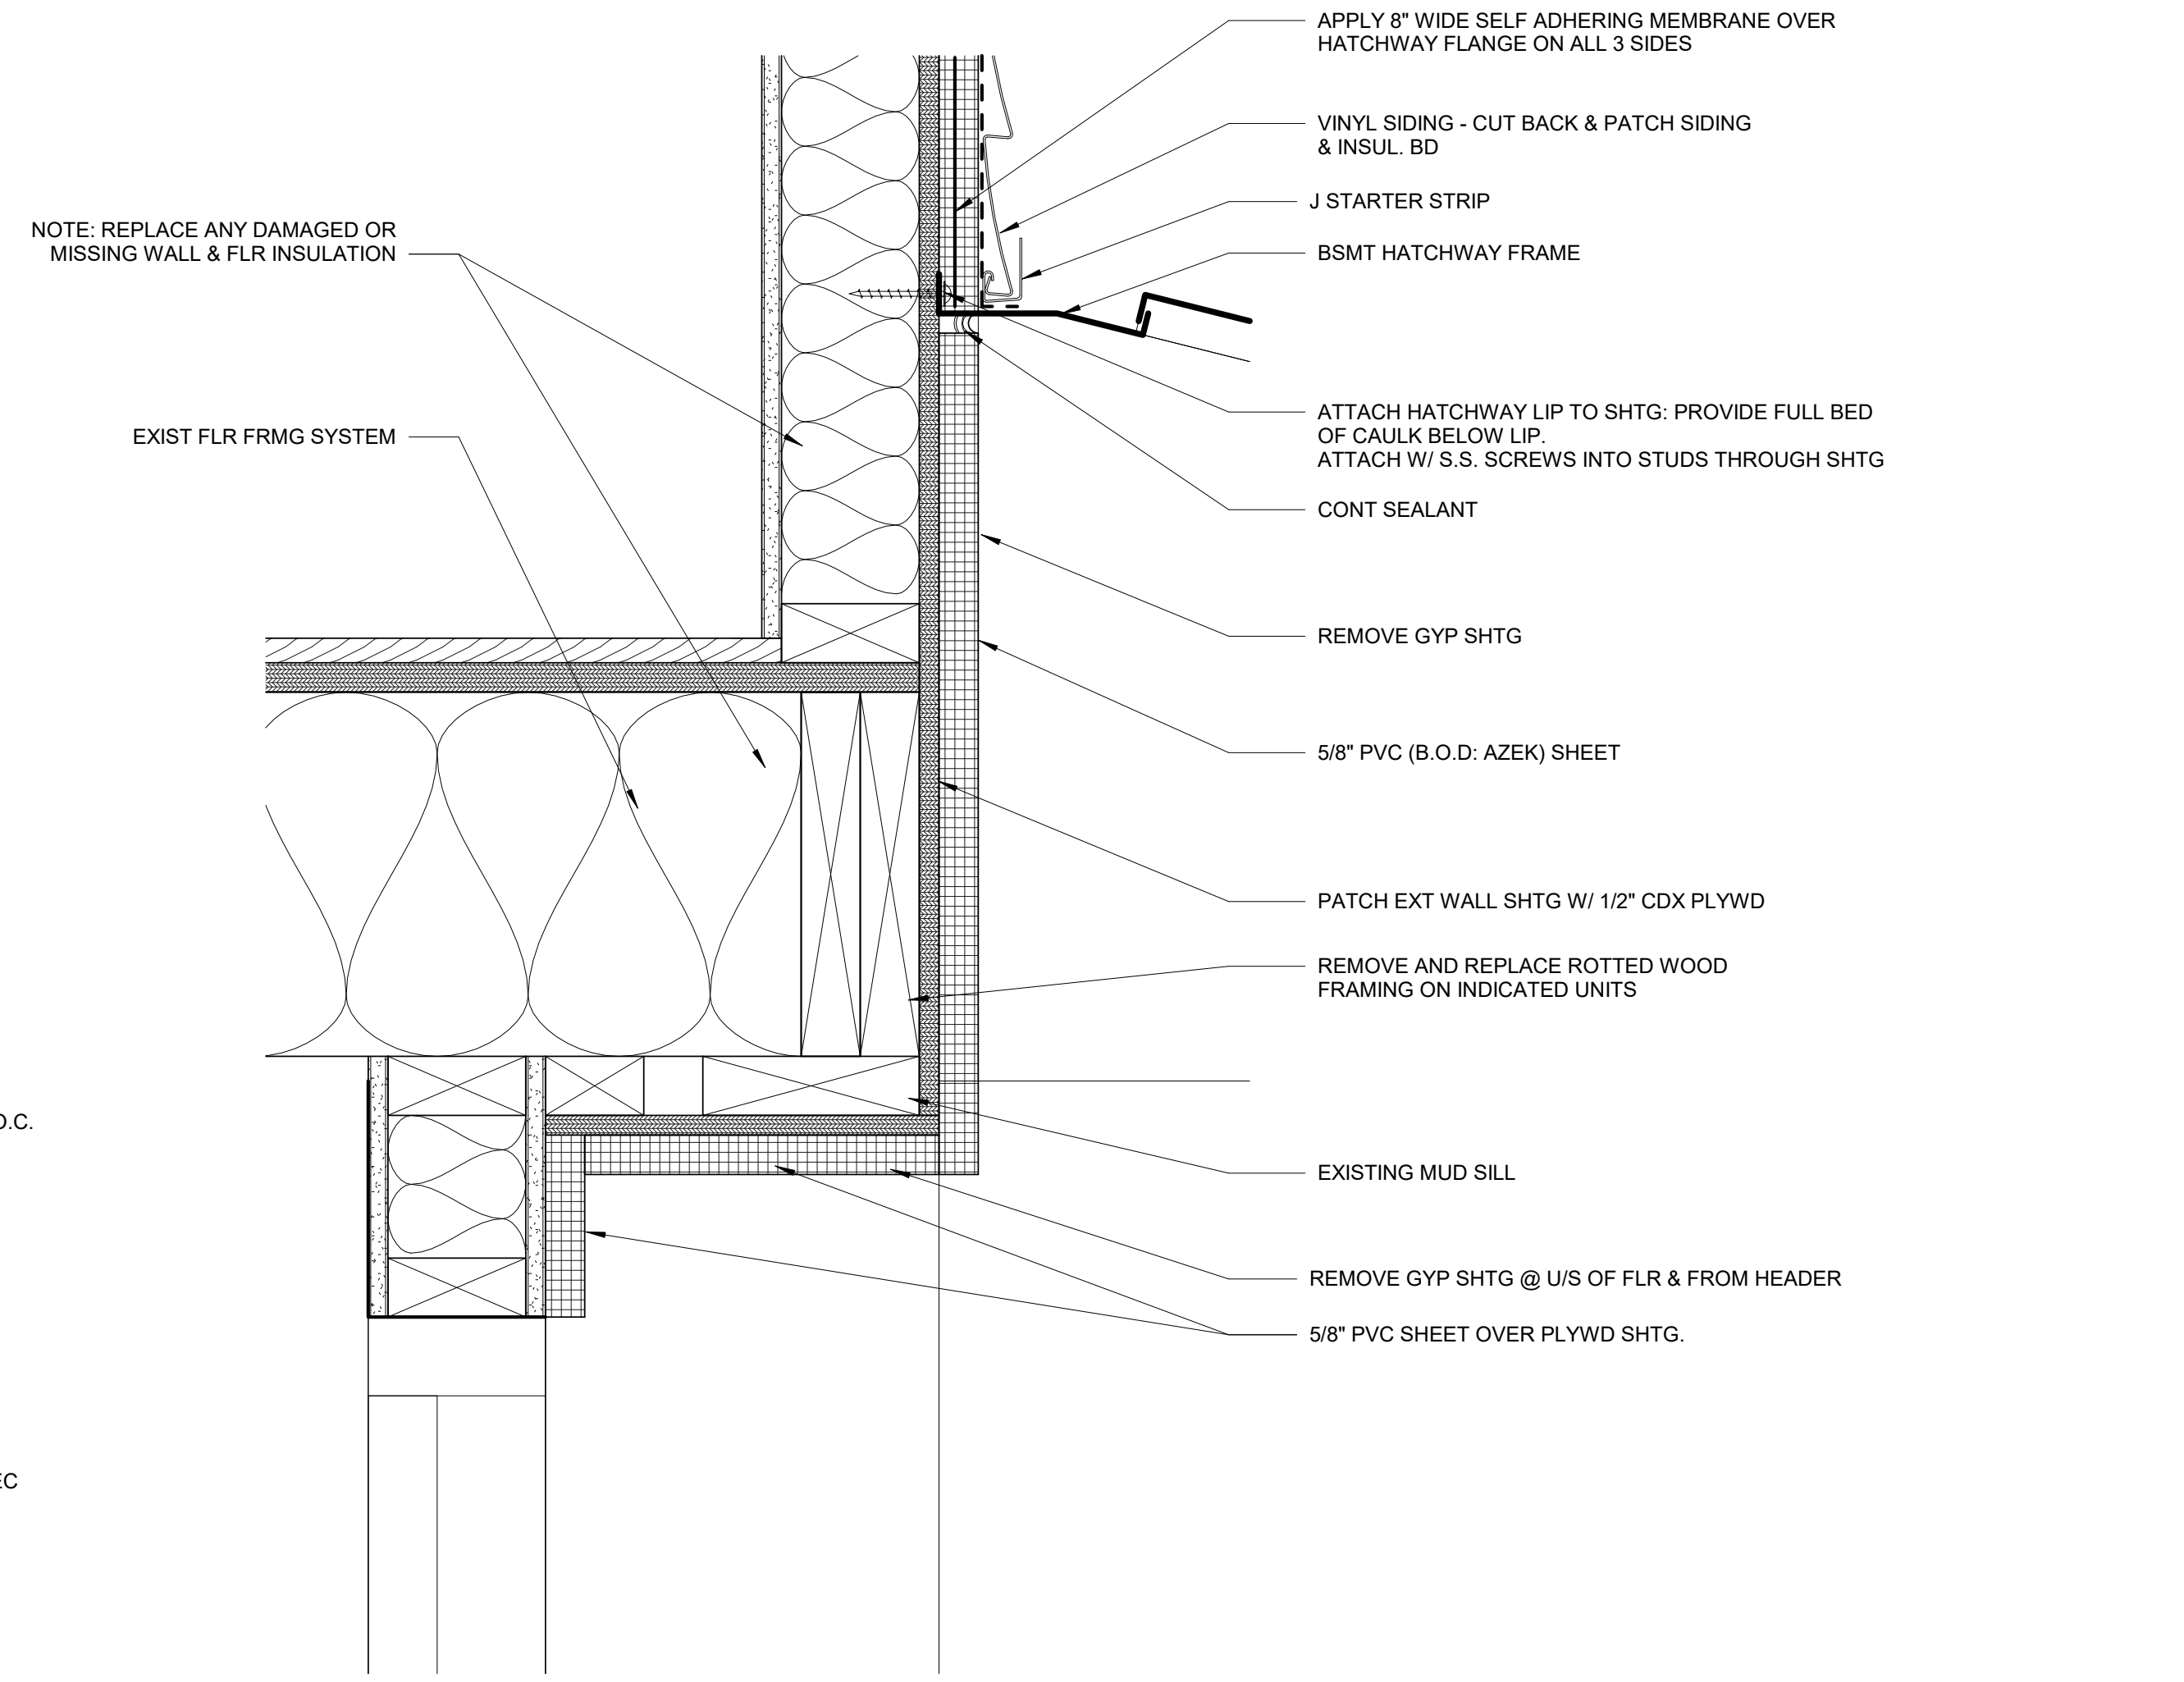 APPLY 8" WIDE SELF ADHERING MEMBRANE OVER
HATCHWAY FLANGE ON ALL 3 SIDES
VINYL SIDING - CUT BACK & PATCH SIDING
& INSUL. BD
J STARTER STRIP
BSMT HATCHWAY FRAME
NOTE: REPLACE ANY DAMAGED OR
MISSING WALL & FLR INSULATION
EXIST FLR FRMG SYSTEM
ATTACH HATCHWAY LIP TO SHTG: PROVIDE FULL BED
OF CAULK BELOW LIP.
ATTACH W/ S.S. SCREWS INTO STUDS THROUGH SHTG
CONT SEALANT
REMOVE GYP SHTG
5/8" PVC (B.O.D: AZEK) SHEET
PATCH EXT WALL SHTG W/ 1/2" CDX PLYWD
REMOVE AND REPLACE ROTTED WOOD
FRAMING ON INDICATED UNITS
O.C.
EXISTING MUD SILL
REMOVE GYP SHTG @ U/S OF FLR & FROM HEADER
5/8" PVC SHEET OVER PLYWD SHTG.
EC